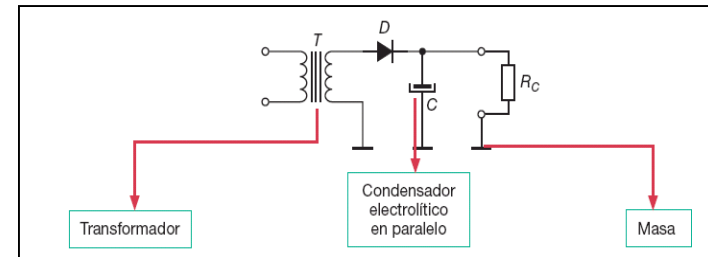 D
T
C
RC
Transformador
Condensador
electrolítico
en paralelo
Masa